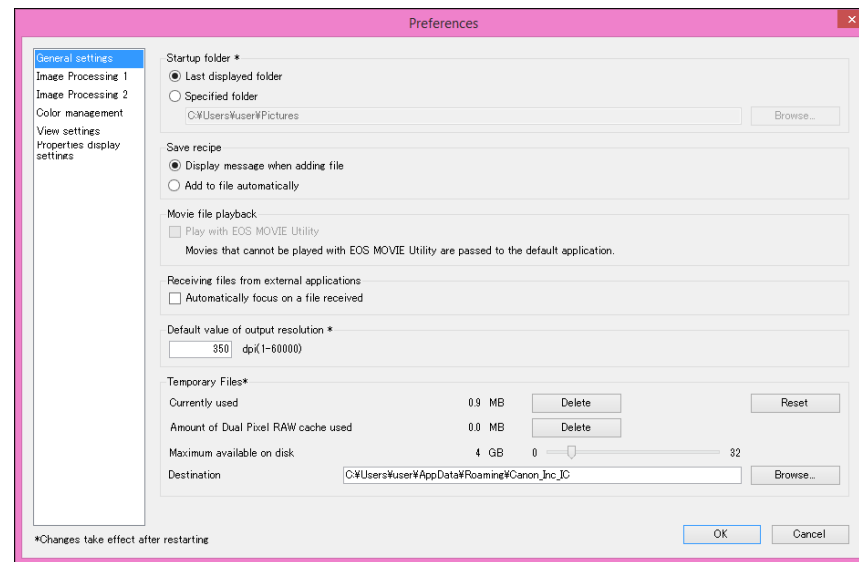 Preferences
General settings
Image Processing 1
Image Processing 2
Color management
View settings
Properties display
settings
Startup folder *
Last displayed folder
Specified folder
C:¥Users¥user¥Pictures Browse...
Save recipe
Display message when adding file
Add to file automatically
Movie file playback
Play with EOS MOVIE Utility
Movies that cannot be played with EOS MOVIE Utility are passed to the default application.
Receiving files from external applications
Automatically focus on a file received
Default value of output resolution *
350 dpi(1-60000)
Temporary Files*
Currently used 0.9 MB Delete Reset
Amount of Dual Pixel RAW cache used 0.0 MB Delete
Maximum available on disk 4 GB 0 32
Destination C:¥Users¥user¥AppData¥Roaming¥Canon_Inc_IC Browse...
*Changes take effect after restarting
OK Cancel